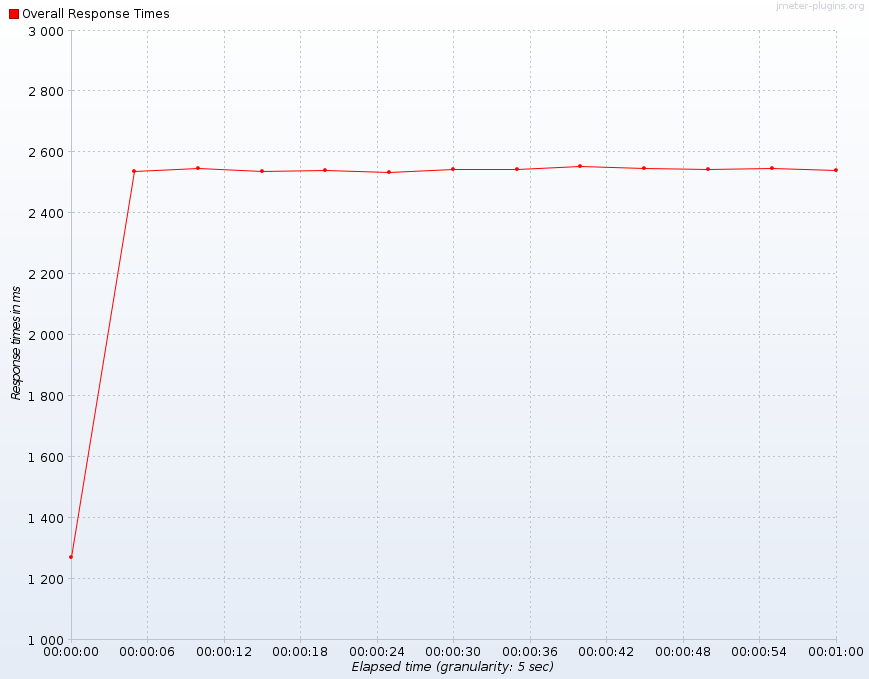 jmeter-plugins.org
Overall Response Times
3 000
2 800
2 600
2 400
2 200
2 000
1 800
1 600
1 400
1 200
1 000
Response times in ms
00:00:00 00:00:06 00:00:12 00:00:18 00:00:24 00:00:30 00:00:36 00:00:42 00:00:48 00:00:54 00:01:00
Elapsed time (granularity: 5 sec)